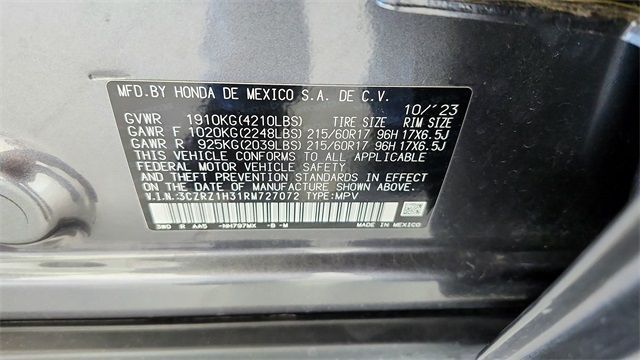 MFD.BY HONDA DE MEXICO S.A. DE C.V.
10/'23
GVWR 1910KG(4210LBS) TIRE SIZE RIM SIZE
GAWR F 1020KG(2248LBS) 215/60R17 96H 17X6.5J
GAWR R 925KG(2039LBS) 215/60R17 96H 17X6.5J
THIS VEHICLE CONFORMS TO ALL APPLICABLE
FEDERAL MOTOR VEHICLE SAFETY
AND THEFT PREVENTION STANDARDS IN EFFECT
ON THE DATE OF MANUFACTURE SHOWN ABOVE.
V.I.N.:3CZRZ1H31RM727072 TYPE:MPV
3WO R AA5 -NH797MX -B -M MADE IN MEXICO